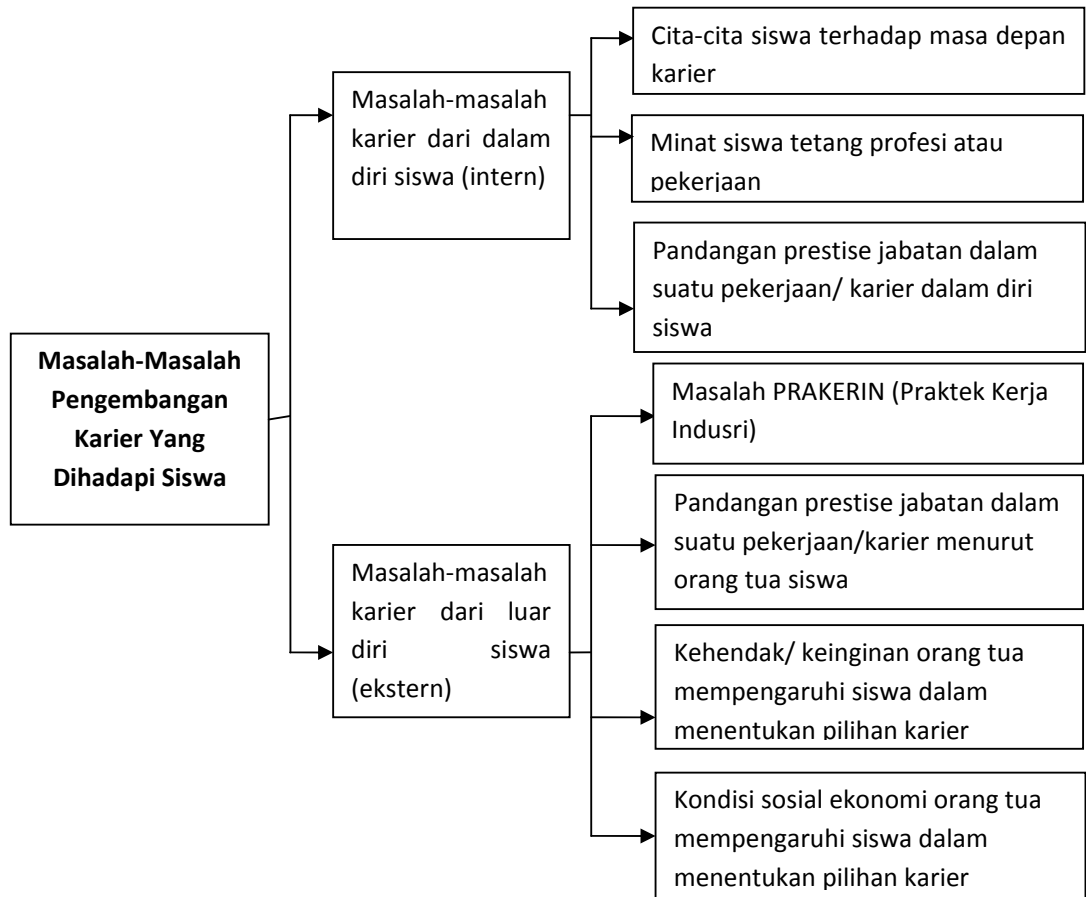 Cita-cita siswa terhadap masa depan
karier
Masalah-masalah
karier dari dalam
diri siswa (intern)
Minat siswa tetang profesi atau
pekerjaan
Pandangan prestise jabatan dalam
suatu pekerjaan/ karier dalam diri
siswa
Masalah-Masalah
Pengembangan
Karier Yang
Dihadapi Siswa
Masalah PRAKERIN (Praktek Kerja
Indusri)
Pandangan prestise jabatan dalam
suatu pekerjaan/karier menurut
orang tua siswa
Masalah-masalah
karier dari luar
diri siswa
(ekstern)
Kehendak/ keinginan orang tua
mempengaruhi siswa dalam
menentukan pilihan karier
Kondisi sosial ekonomi orang tua
mempengaruhi siswa dalam
menentukan pilihan karier